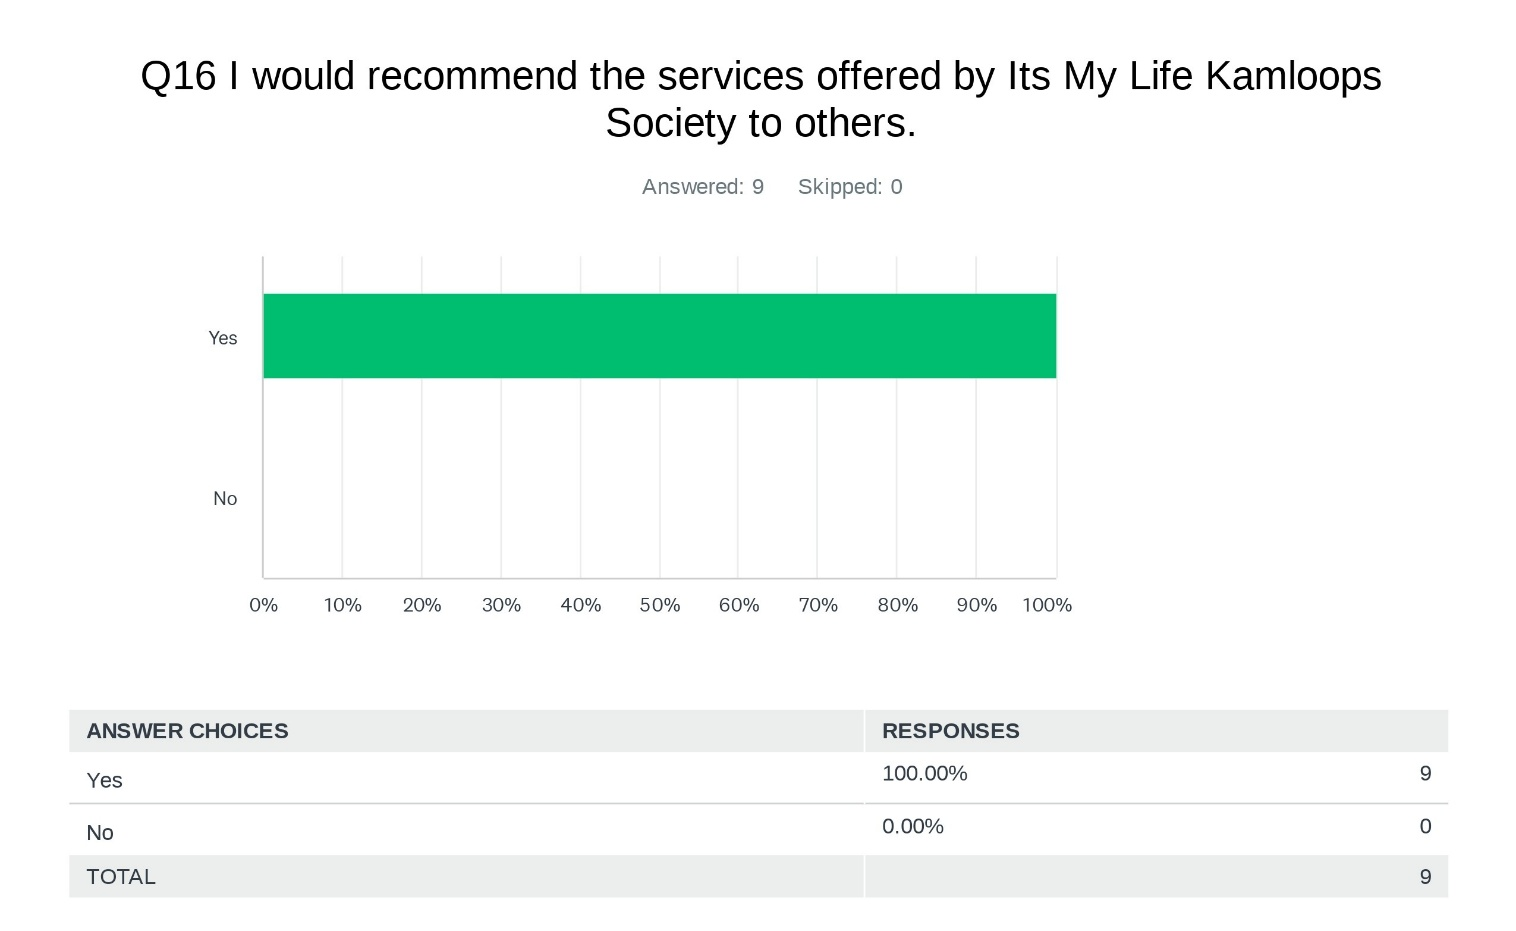 Q16 I would recommend the services offered by Its My Life Kamloops
Society to others.
Answered: 9 Skipped: 0
Yes
No
0% 10% 20% 30% 40% 50% 60% 70% 80% 90% 100%
ANSWER CHOICES RESPONSES
Yes 100.00% 9
No 0.00% 0
TOTAL 9